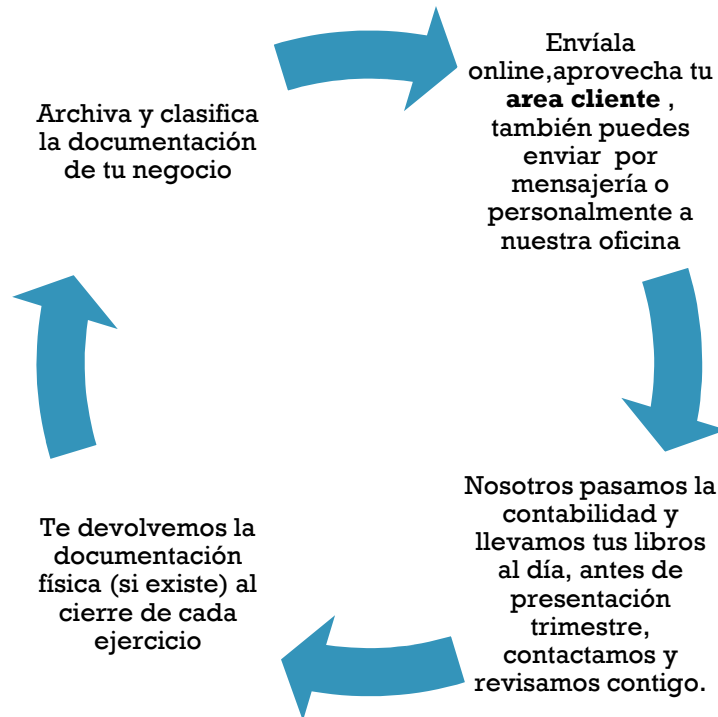 Archiva y clasifica
la documentación
de tu negocio
Envíala
online,aprovecha tu
area cliente ,
también puedes
enviar por
mensajería o
personalmente a
nuestra oficina
Nosotros pasamos la
contabilidad y
llevamos tus libros
al día, antes de
presentación
trimestre,
contactamos y
revisamos contigo.
Te devolvemos la
documentación
física (si existe) al
cierre de cada
ejercicio